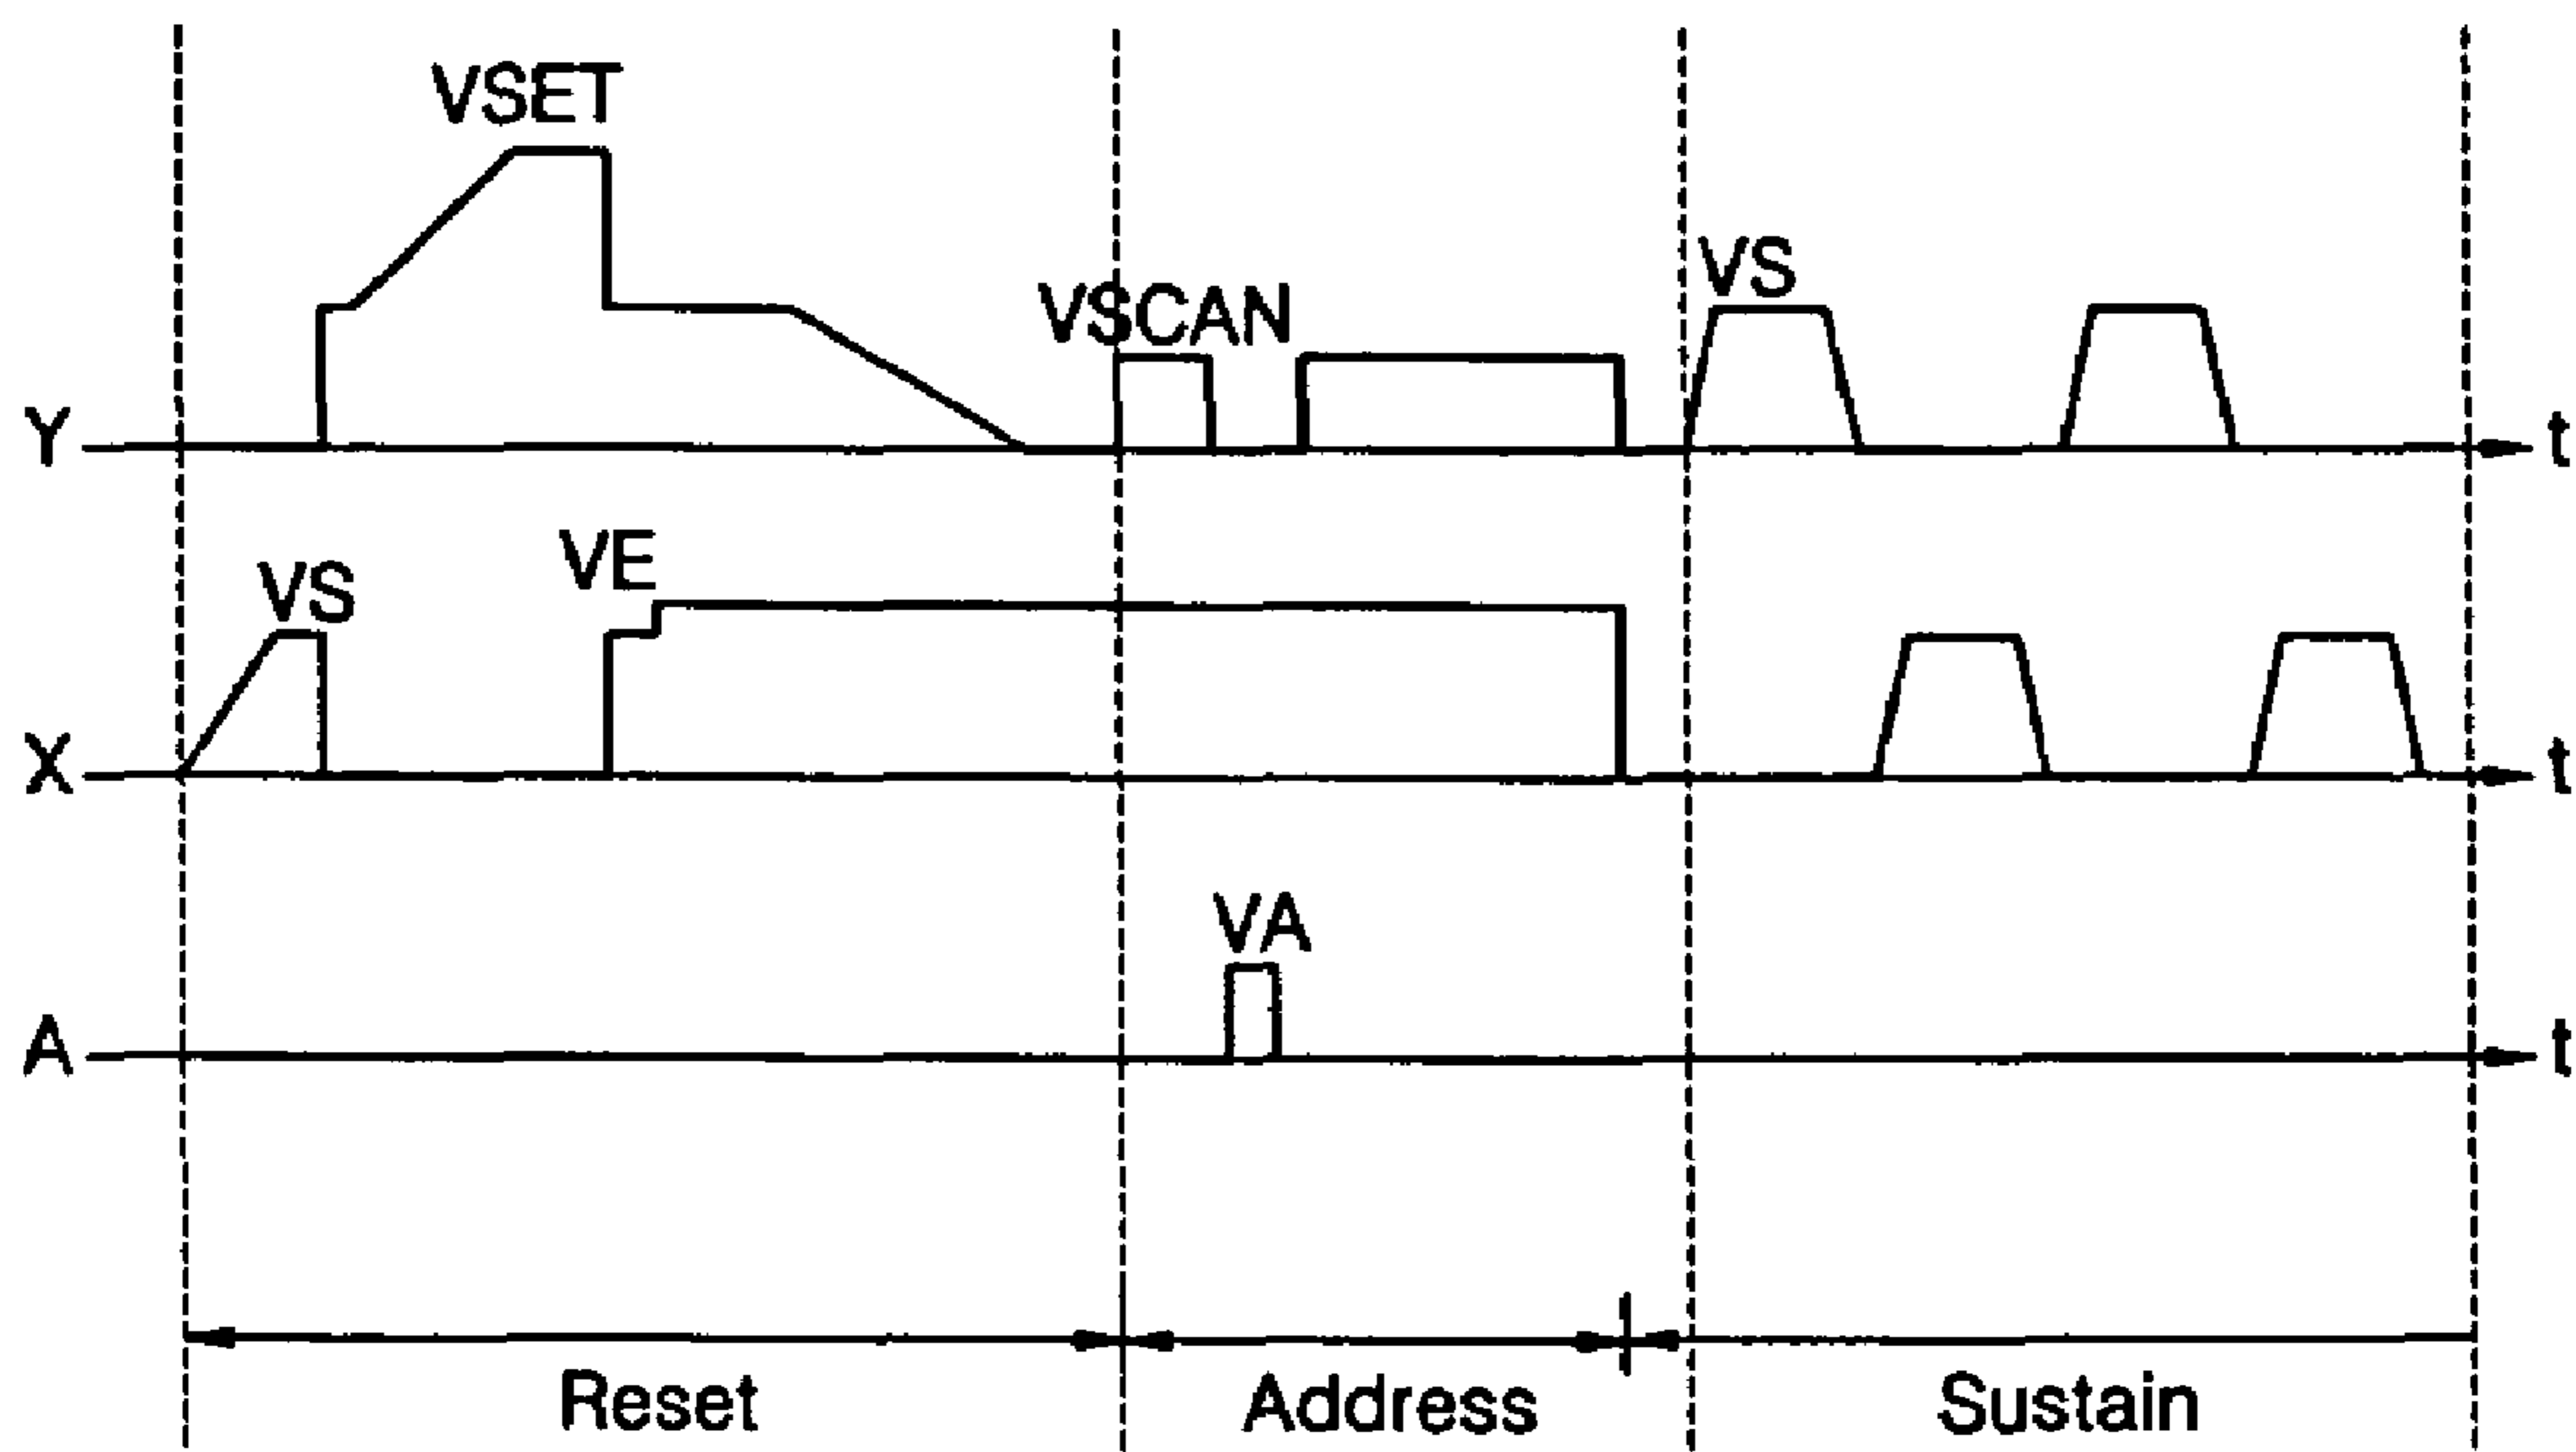 VSET
VSCAN
VS
Y
t
VS
VE
X
t
VA
A
t
Reset Address Sustain